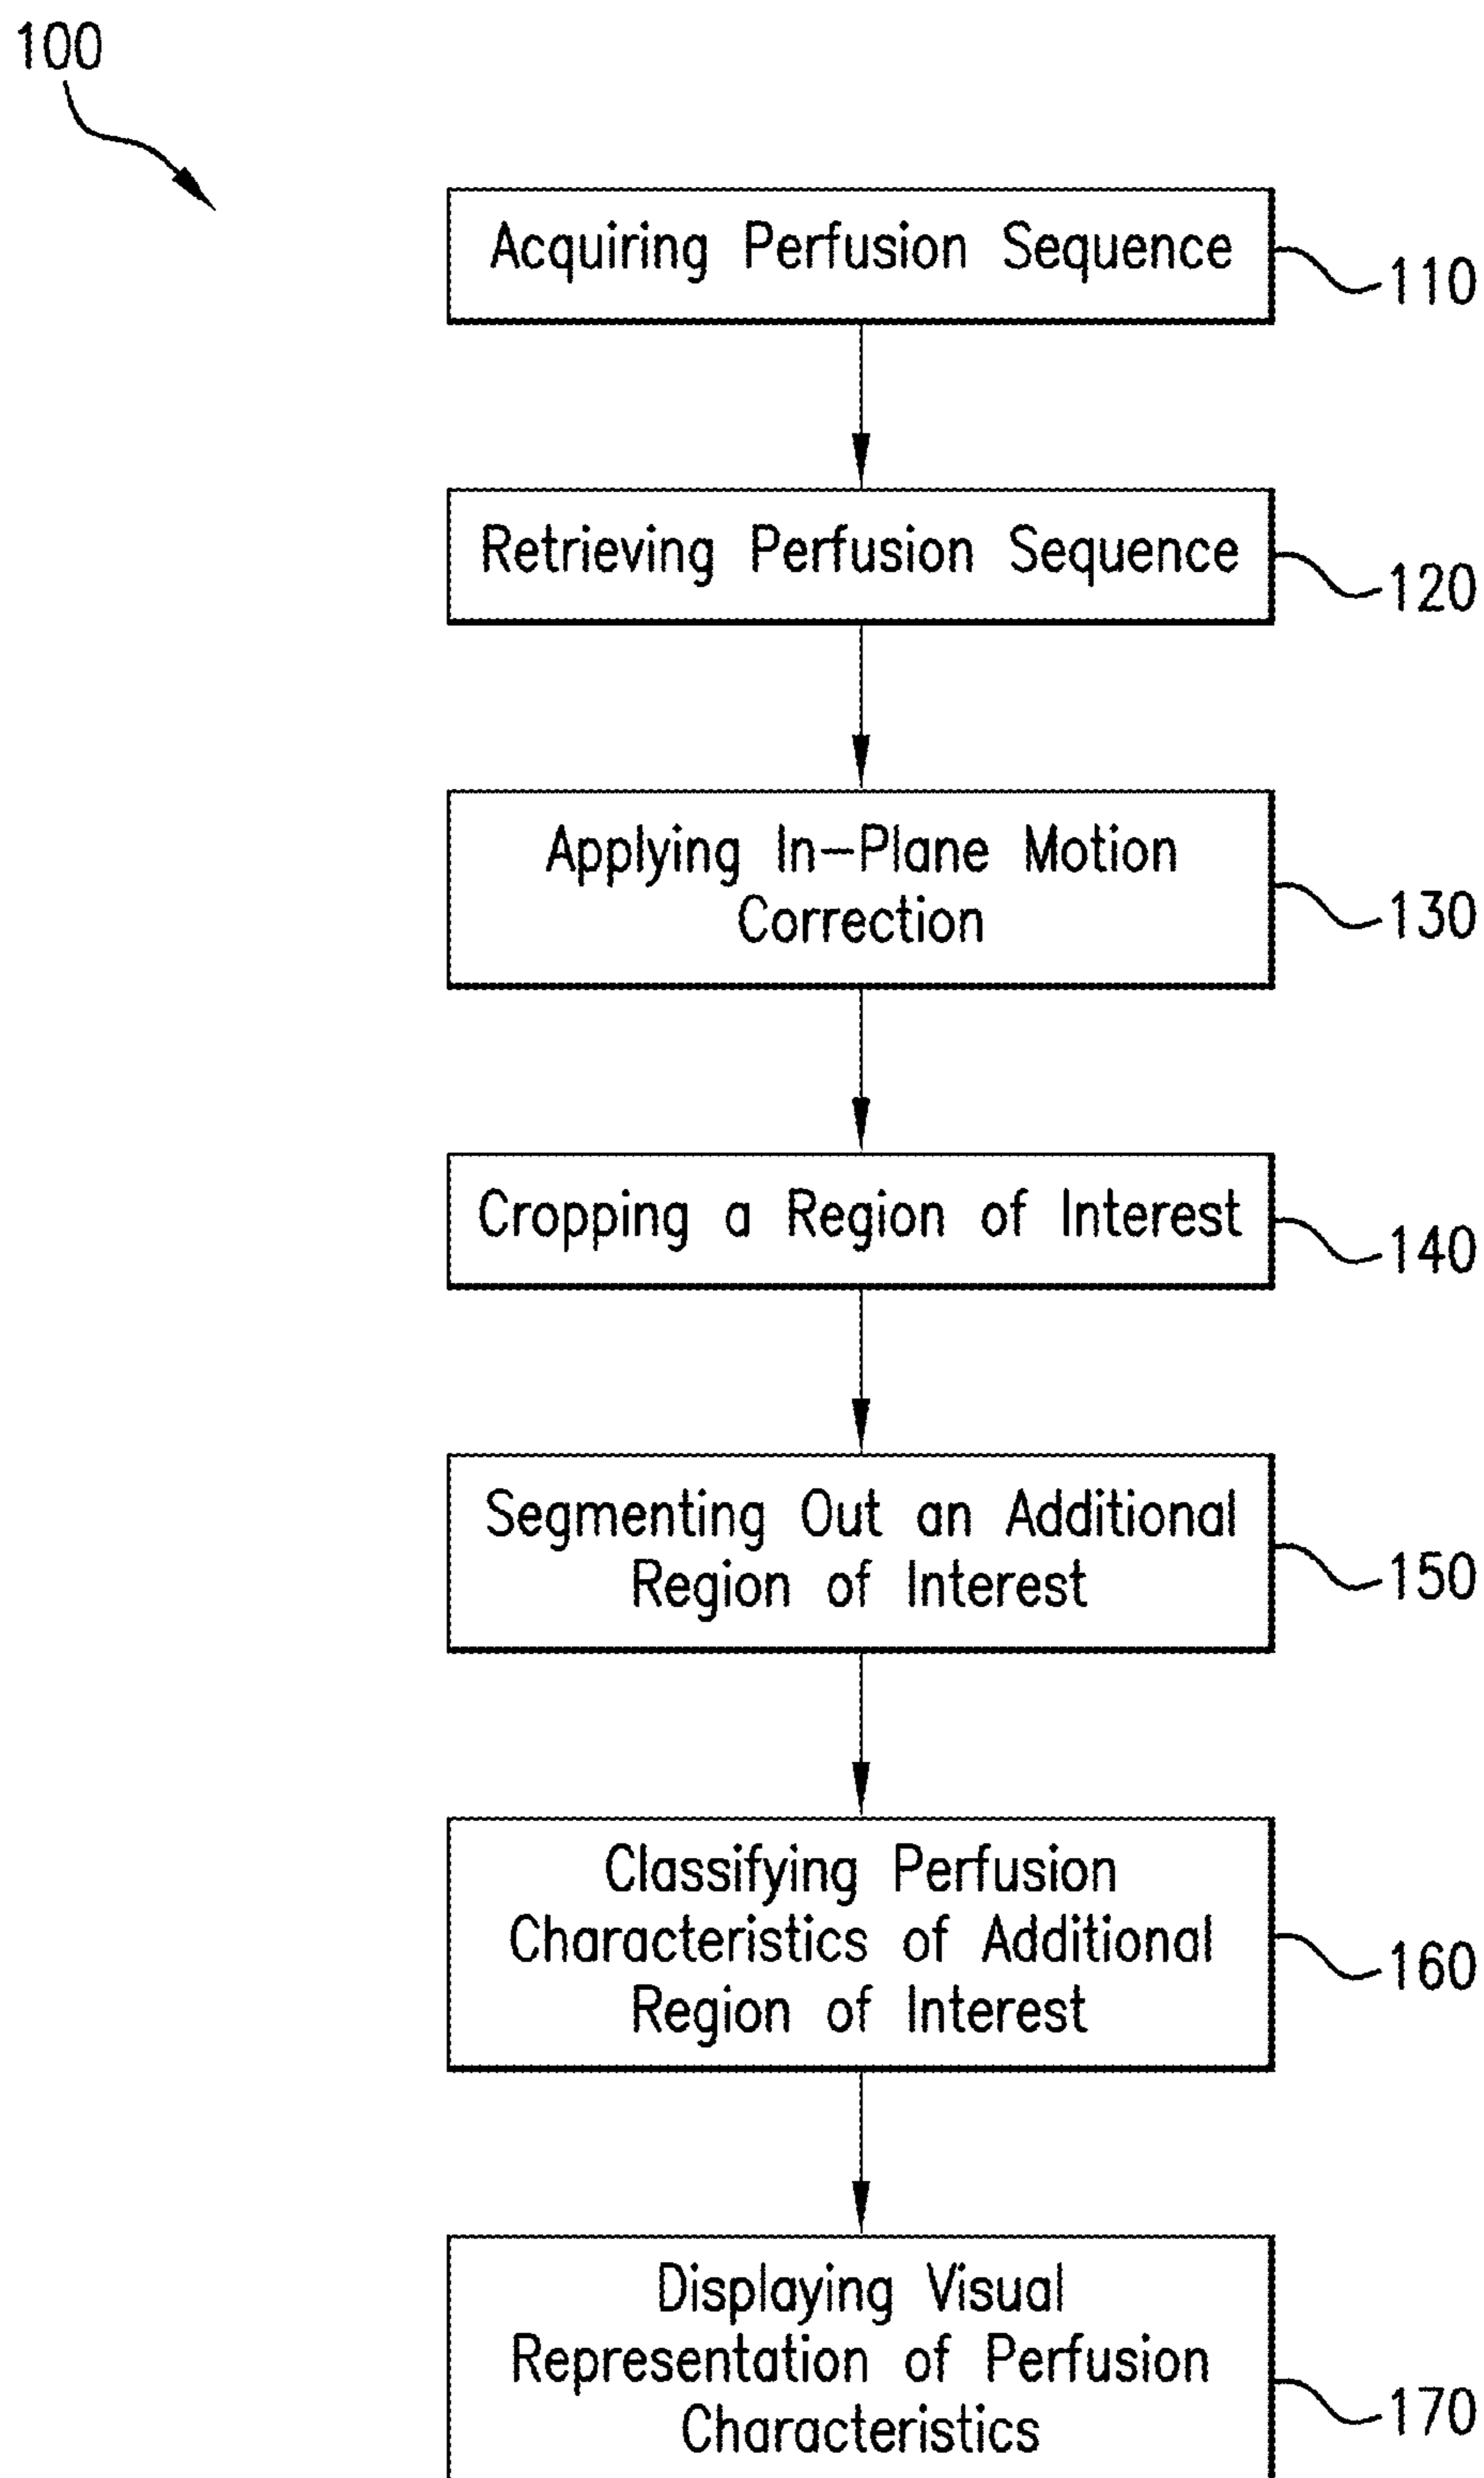 100
Acquiring Perfusion Sequence
110
Retrieving Perfusion Sequence
120
Applying In-Plane Motion
Correction
130
Cropping a Region of Interest
140
Segmenting Out an Additional
Region of Interest
150
Classifying Perfusion
Characteristics of Additional
Region of Interest
160
Displaying Visual
Representation of Perfusion
Characteristics
170